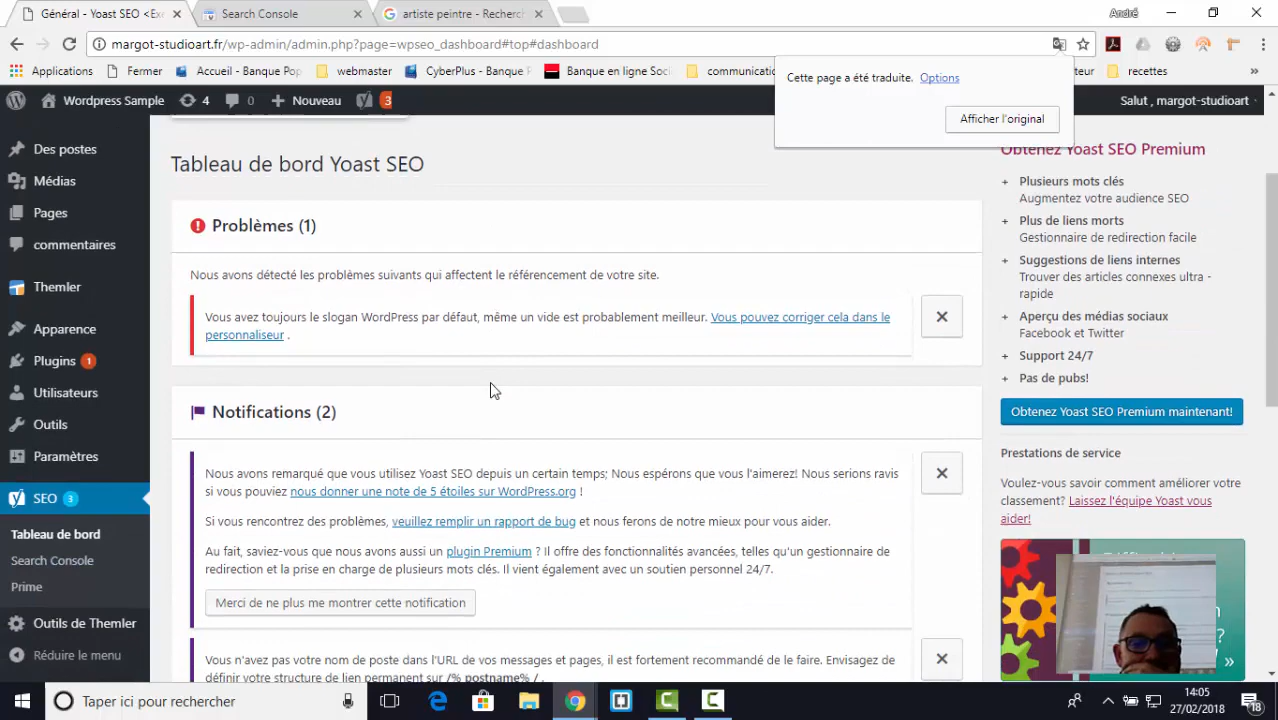 Général - Yoast SEO <Ex
Search Console
artiste peintre - Recherc
André
margot-studioart.fr/wp-admin/admin.php?page=wpseo_dashboard#top#dashboard
Applications
Fermer
Accueil - Banque Pop
webmaster
CyberPlus - Banque P
Banque en ligne Soci
communicati
teur
recettes
»
Cette page a été traduite. Options
Afficher l'original
Wordpress Sample
4
0
Nouveau
3
Salut , margot-studioart
Des postes
Médias
Pages
commentaires
Themler
Apparence
Plugins 1
Utilisateurs
Outils
Paramètres
SEO 3
Tableau de bord
Search Console
Prime
Outils de Themler
Réduire le menu
Tableau de bord Yoast SEO
Problèmes (1)
Nous avons détecté les problèmes suivants qui affectent le référencement de votre site.
Vous avez toujours le slogan WordPress par défaut, même un vide est probablement meilleur. Vous pouvez corriger cela dans le
personnaliseur .
Notifications (2)
Nous avons remarqué que vous utilisez Yoast SEO depuis un certain temps; Nous espérons que vous l'aimerez! Nous serions ravis
si vous pouviez nous donner une note de 5 étoiles sur WordPress.org !
Si vous rencontrez des problèmes, veuillez remplir un rapport de bug et nous ferons de notre mieux pour vous aider.
Au fait, saviez-vous que nous avons aussi un plugin Premium ? Il offre des fonctionnalités avancées, telles qu'un gestionnaire de
redirection et la prise en charge de plusieurs mots clés. Il vient également avec un soutien personnel 24/7.
Merci de ne plus me montrer cette notification
Vous n'avez pas votre nom de poste dans l'URL de vos messages et pages, il est fortement recommandé de le faire. Envisagez de
définir votre structure de lien permanent sur /% postname% / .
Obtenez Yoast SEO Premium
+ Plusieurs mots clés
Augmentez votre audience SEO
+ Plus de liens morts
Gestionnaire de redirection facile
+ Suggestions de liens internes
Trouver des articles connexes ultra -
rapide
+ Aperçu des médias sociaux
Facebook et Twitter
+ Support 24/7
+ Pas de pubs!
Obtenez Yoast SEO Premium maintenant!
Prestations de service
Voulez-vous savoir comment améliorer votre
classement? Laissez l'équipe Yoast vous
aider!
? »
Taper ici pour rechercher
14:05
27/02/2018
18